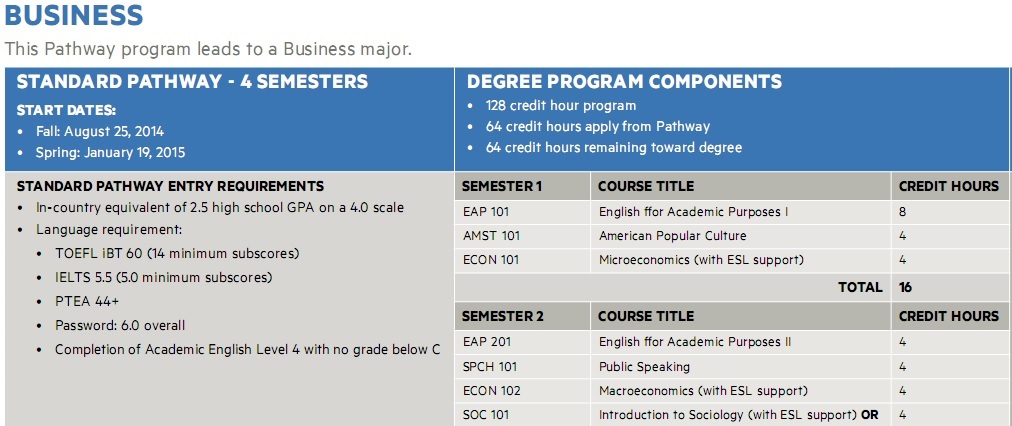 BUSINESS
This Pathway program leads to a Business major.
STANDARD PATHWAY - 4 SEMESTERS
START DATES:
• Fall: August 25, 2014
• Spring: January 19, 2015
STANDARD PATHWAY ENTRY REQUIREMENTS
• In-country equivalent of 2.5 high school GPA on a 4.0 scale
• Language requirement:
• TOEFL iBT 60 (14 minimum subscores)
• IELTS 5.5 (5.0 minimum subscores)
• PTEA 44+
• Password: 6.0 overall
• Completion of Academic English Level 4 with no grade below C
DEGREE PROGRAM COMPONENTS
• 128 credit hour program
• 64 credit hours apply from Pathway
• 64 credit hours remaining toward degree
SEMESTER 1 COURSE TITLE CREDIT HOURS
EAP 101 English ffor Academic Purposes I 8
AMST 101 American Popular Culture 4
ECON 101 Microeconomics (with ESL support) 4
TOTAL 16
SEMESTER 2 COURSE TITLE CREDIT HOURS
EAP 201 English ffor Academic Purposes II 4
SPCH 101 Public Speaking 4
ECON 102 Macroeconomics (with ESL support) 4
SOC 101 Introduction to Sociology (with ESL support) OR 4